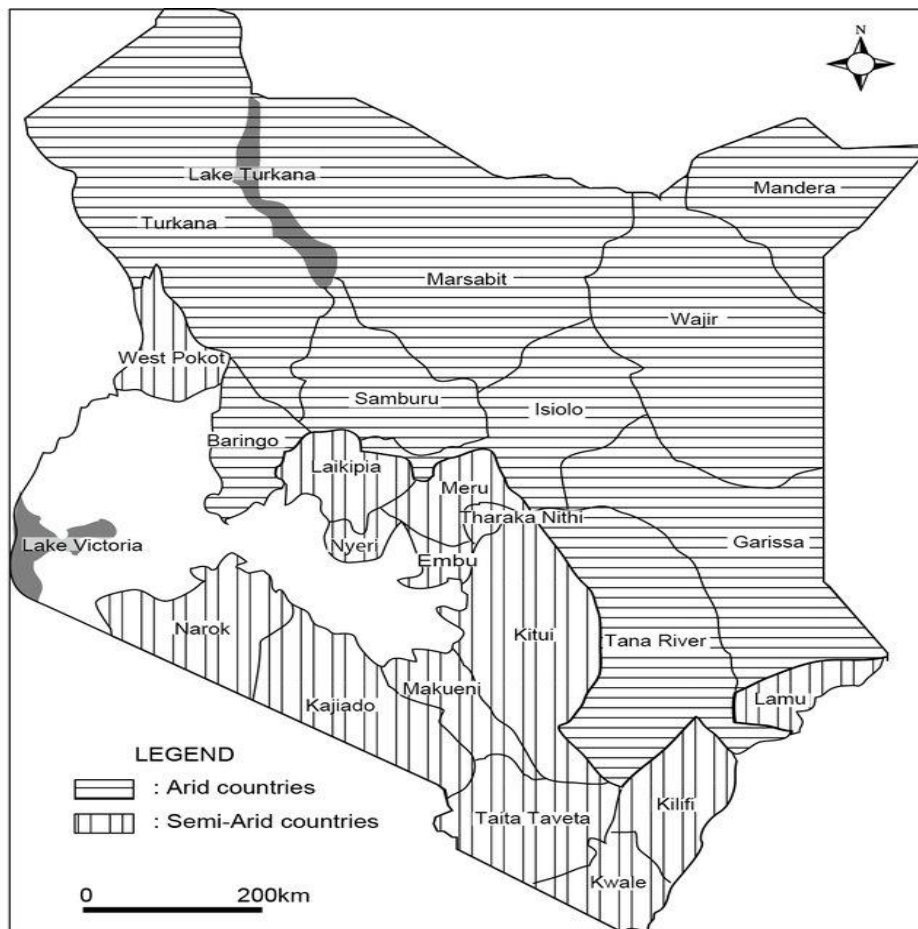 N
Mandera
Lake Turkana
Turkana
Marsabit
Wajir
West Pokot
Samburu
Isiolo
Baringo
Laikipia
Meru
Tharaka Nithi
Lake Victoria
Nyeri
Embu
Garissa
Narok
Kitui
Tana River
Makueni
Kajiado
Lamu
LEGEND
: Arid countries
: Semi-Arid countries
Taita Taveta
Kilifi
Kwale
0 200km